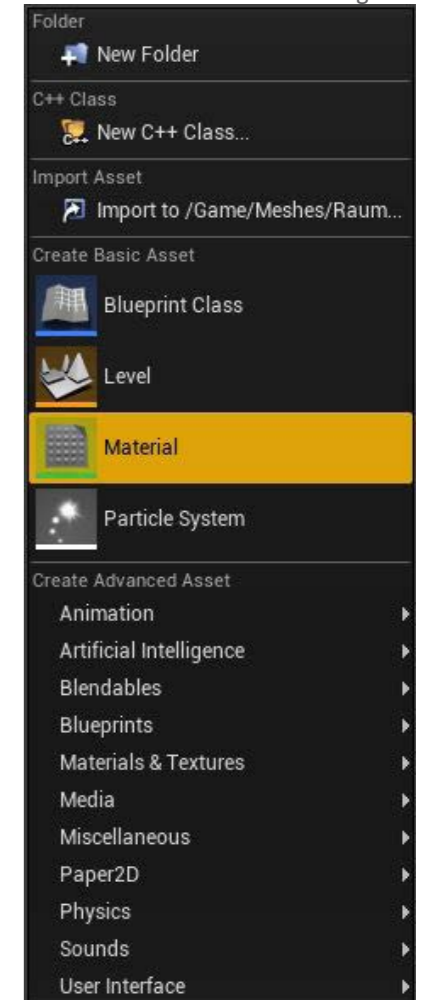 Folder
New Folder
C++ Class
New C++ Class...
Import Asset
Import to /Game/Meshes/Raum...
Create Basic Asset
Blueprint Class
Level
Material
Particle System
Create Advanced Asset
Animation
Artificial Intelligence
Blendables
Blueprints
Materials & Textures
Media
Miscellaneous
Paper2D
Physics
Sounds
User Interface